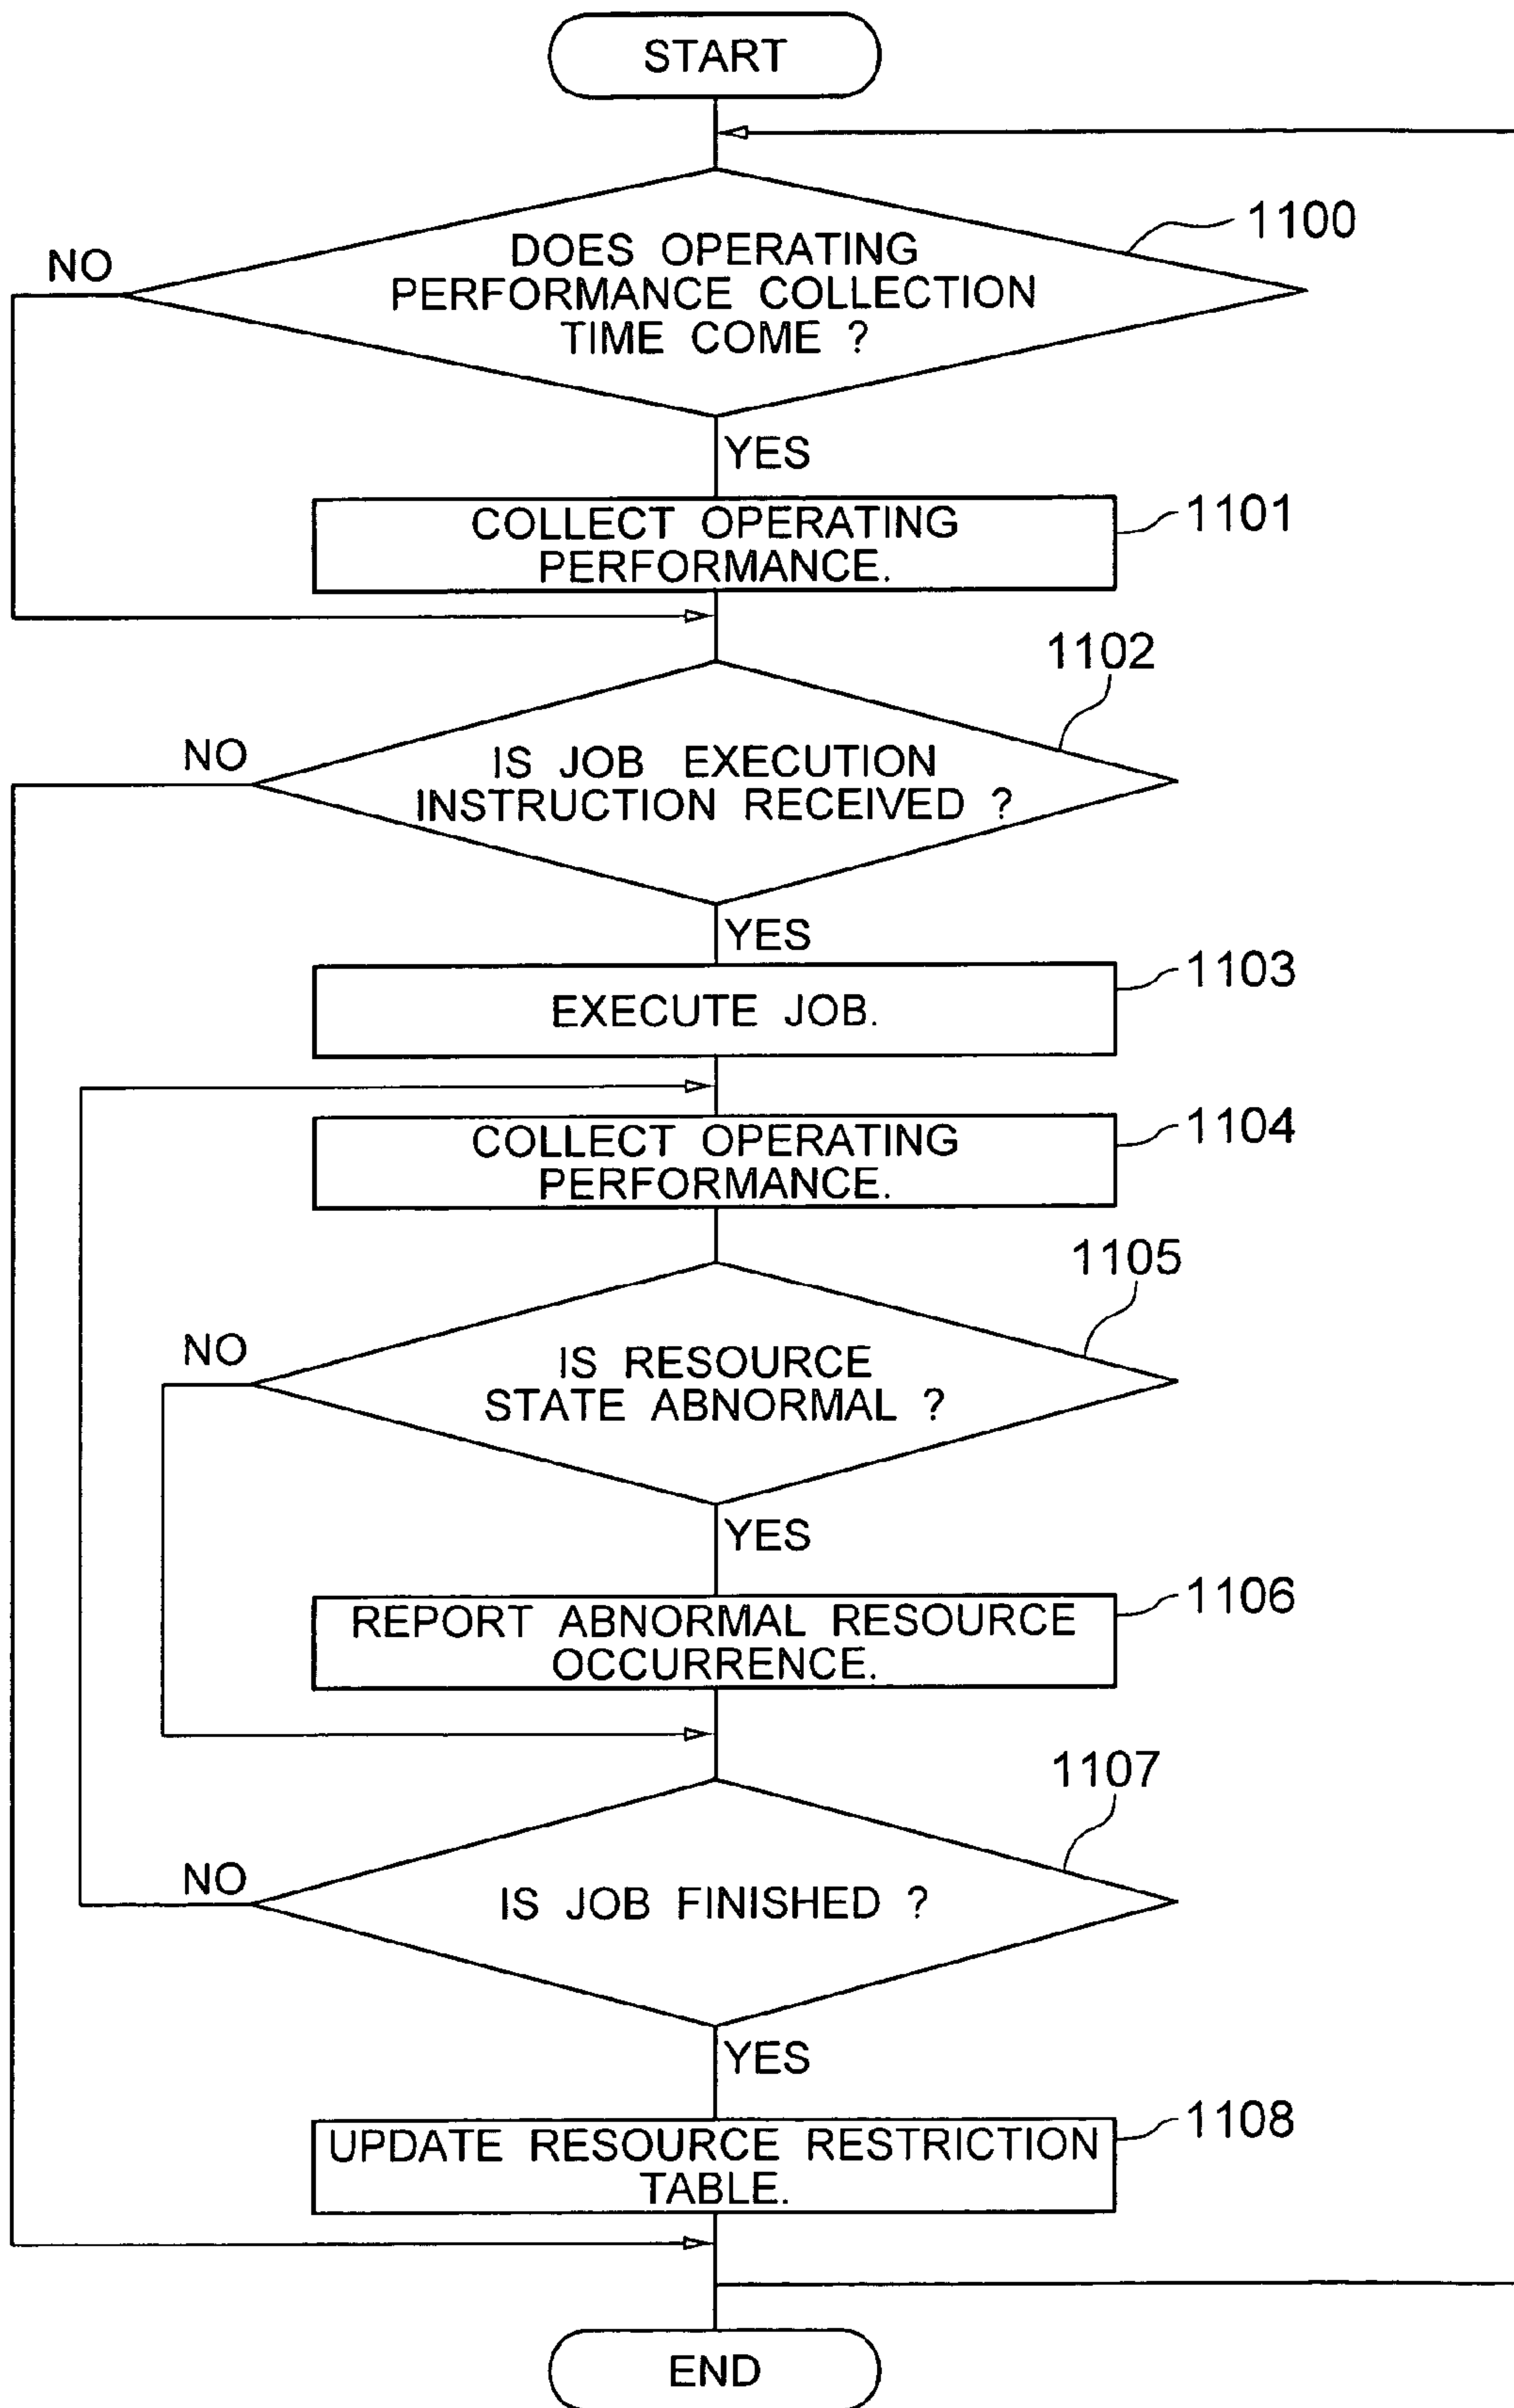 START
1100
NO
DOES OPERATING
PERFORMANCE COLLECTION
TIME COME ?
YES
1101
COLLECT OPERATING
PERFORMANCE.
1102
NO
IS JOB EXECUTION
INSTRUCTION RECEIVED ?
YES
1103
EXECUTE JOB.
1104
COLLECT OPERATING
PERFORMANCE.
1105
NO
IS RESOURCE
STATE ABNORMAL ?
YES
1106
REPORT ABNORMAL RESOURCE
OCCURRENCE.
1107
NO
IS JOB FINISHED ?
YES
1108
UPDATE RESOURCE RESTRICTION
TABLE.
END